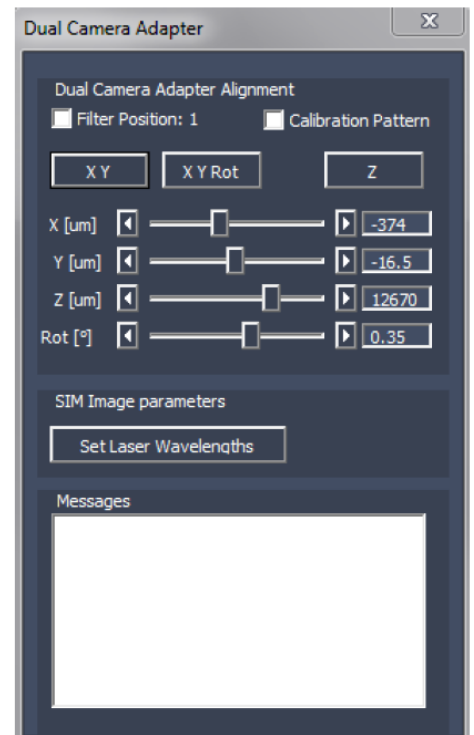 Dual Camera Adapter
Dual Camera Adapter Alignment
Filter Position: 1 Calibration Pattern
X Y X Y Rot Z
X [um] -374
Y [um] -16.5
Z [um] 12670
Rot [°] 0.35
SIM Image parameters
Set Laser Wavelengths
Messages